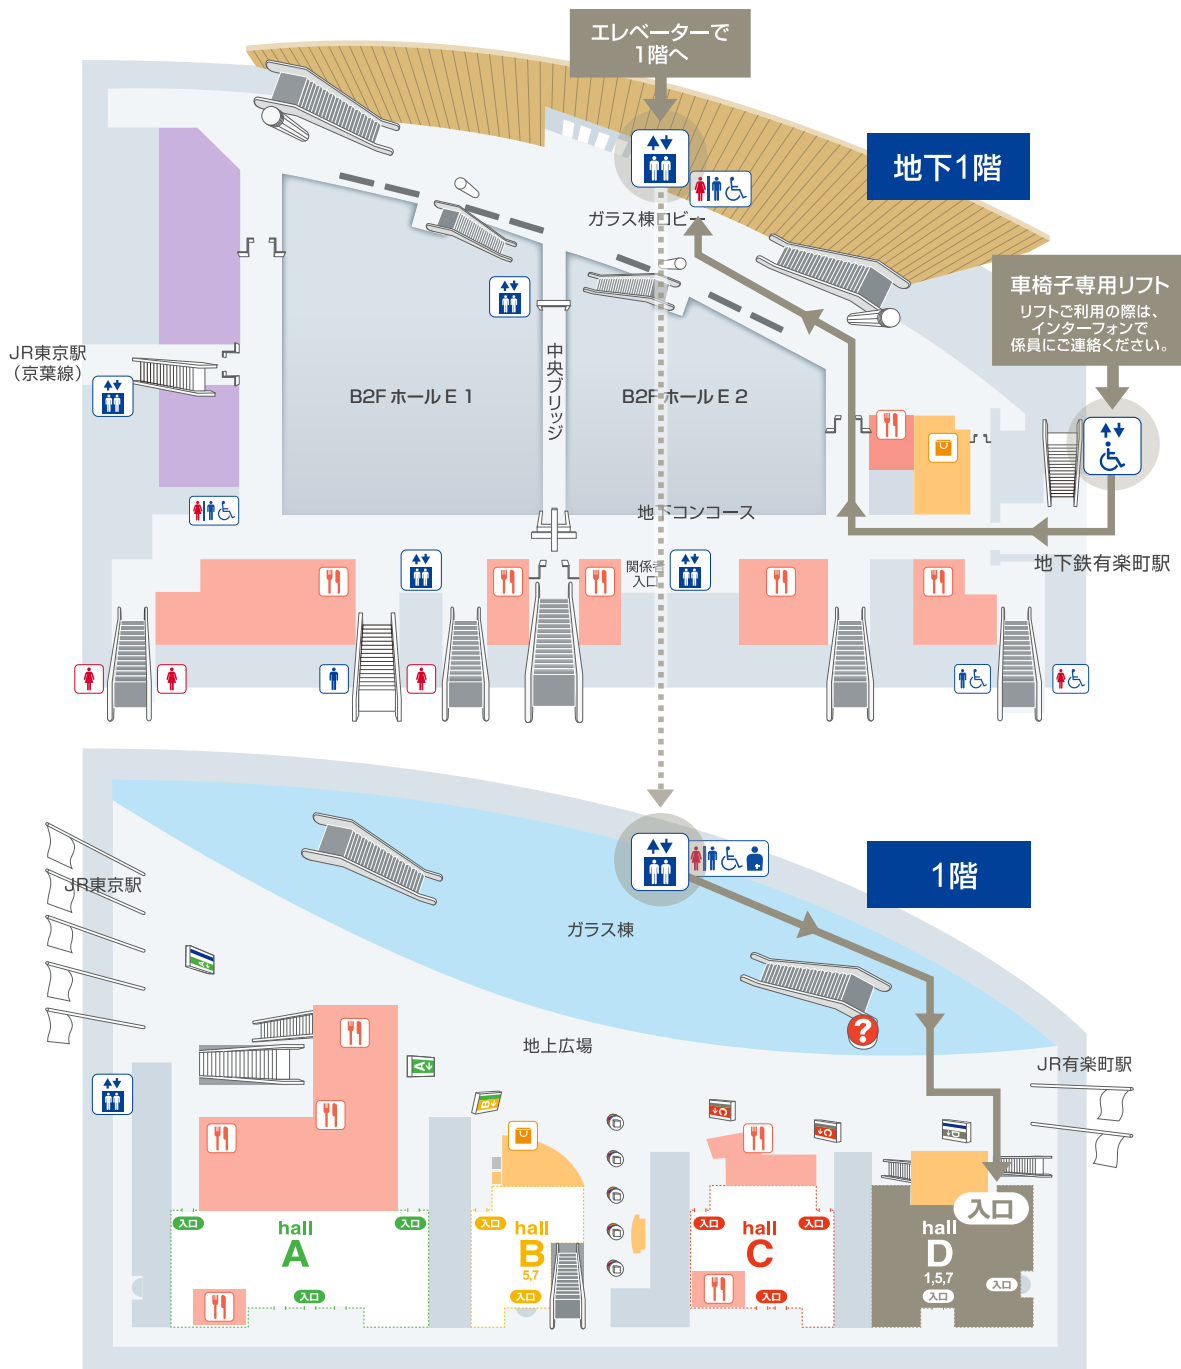 エレベーターで
1階へ
地下1階
ガラス棟ロビー
車椅子専用リフト
リフトご利用の際は、
インターフォンで
係員にご連絡ください。
JR東京駅
（京葉線）
中央ブリッジ
B2F ホール E 1
B2F ホール E 2
地下コンコース
地下鉄有楽町駅
関係者
入口
1階
JR東京駅
ガラス棟
?
地上広場
JR有楽町駅
A
B
C
C
D
入口
入口
hall
A
入口
入口
hall
B
5,7
入口
入口
hall
C
入口
入口
入口
hall
D
1,5,7
入口
入口